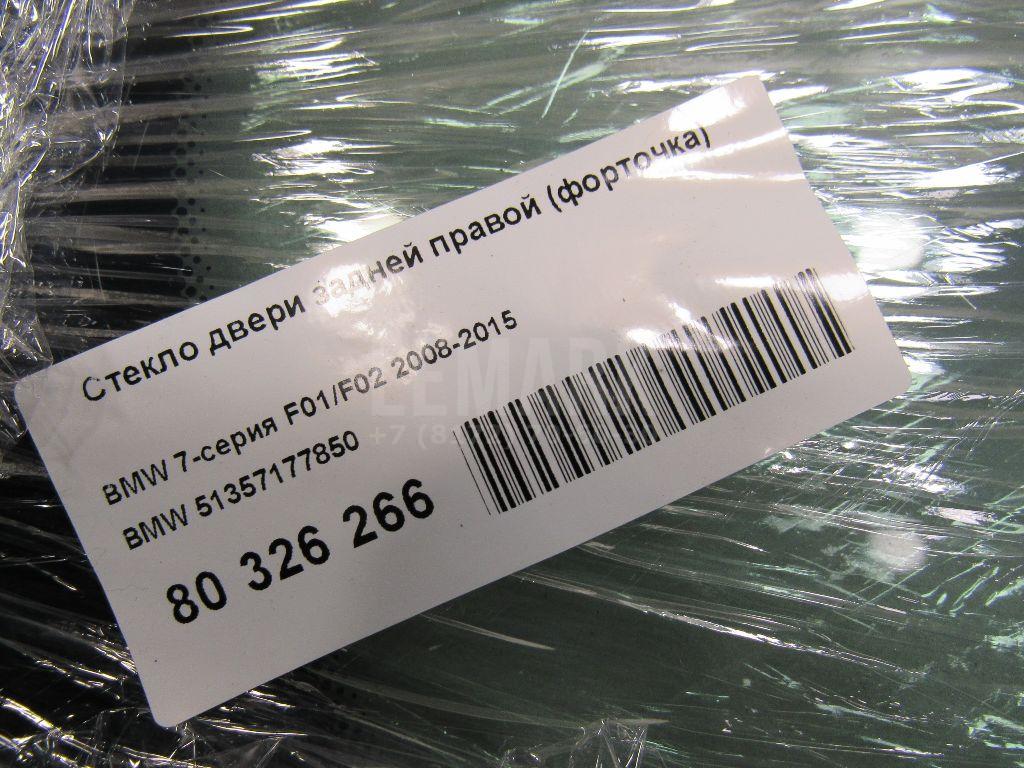 Стекло двери задней правой (форточка)
BMW 7-серия F01/F02 2008-2015
BMW 51357177850
80 326 266